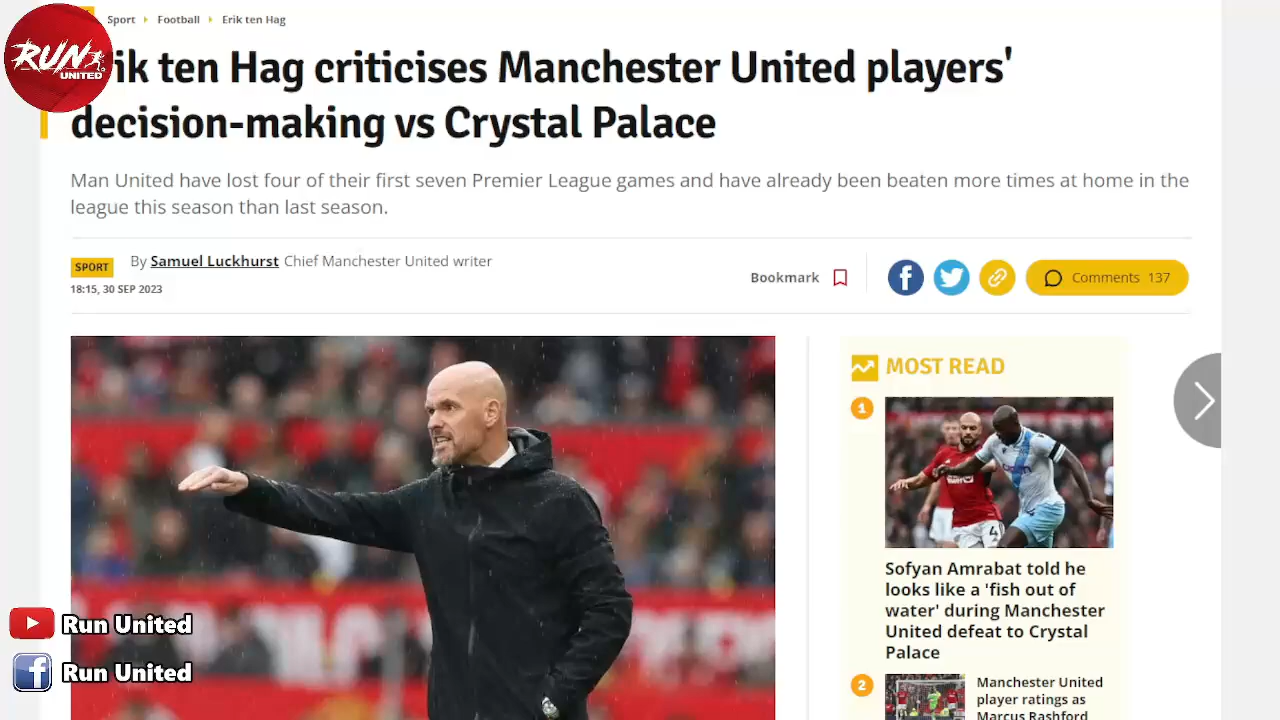 RUN
UNITED
Sport
Football
Erik ten Hag
ik ten Hag criticises Manchester United players'
decision-making vs Crystal Palace
Man United have lost four of their first seven Premier League games and have already been beaten more times at home in the
league this season than last season.
SPORT
By Samuel Luckhurst Chief Manchester United writer
18:15, 30 SEP 2023
Bookmark
Comments 137
MOST READ
1
4
Sofyan Amrabat told he
looks like a 'fish out of
water' during Manchester
United defeat to Crystal
Palace
2
Manchester United
player ratings as
Marcus Rashford
Run United
Run United